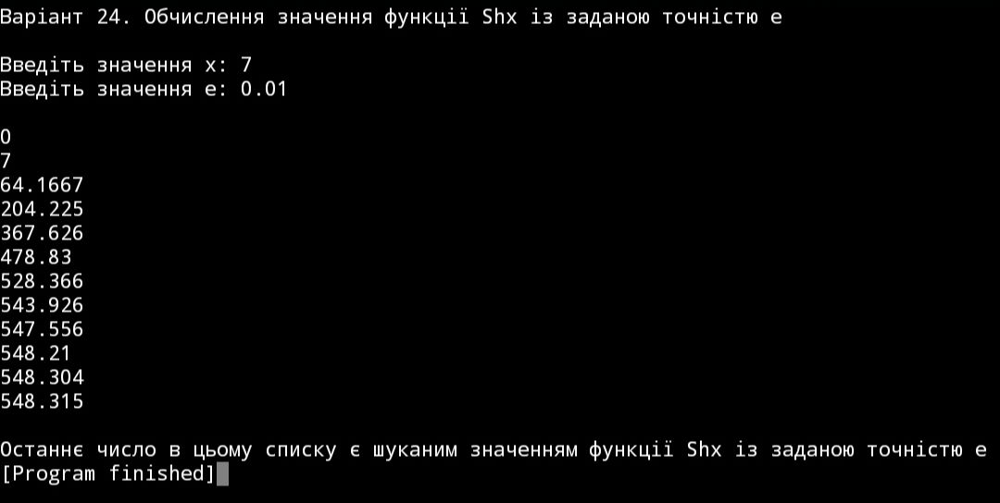 Варіант 24. Обчислення значення функції Shx із заданою точністю e
Введіть значення x: 7
Введіть значення e: 0.01
0
7
64.1667
204.225
367.626
478.83
528.366
543.926
547.556
548.21
548.304
548.315
Останнє число в цьому списку є шуканим значенням функції Shx із заданою точністю e
[Program finished]